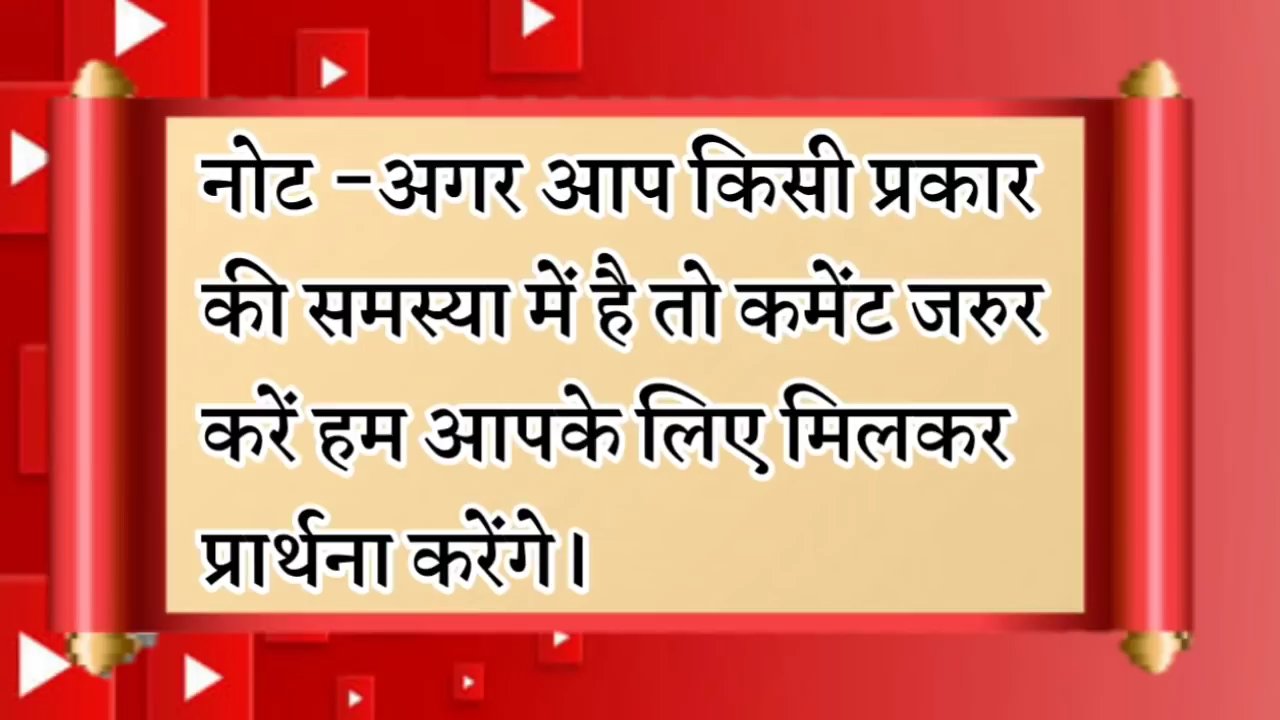 नोट -अगर आप किसी प्रकार
की समस्या में है तो कमेंट जरुर
करें हम आपके लिए मिलकर
प्रार्थना करेंगे।